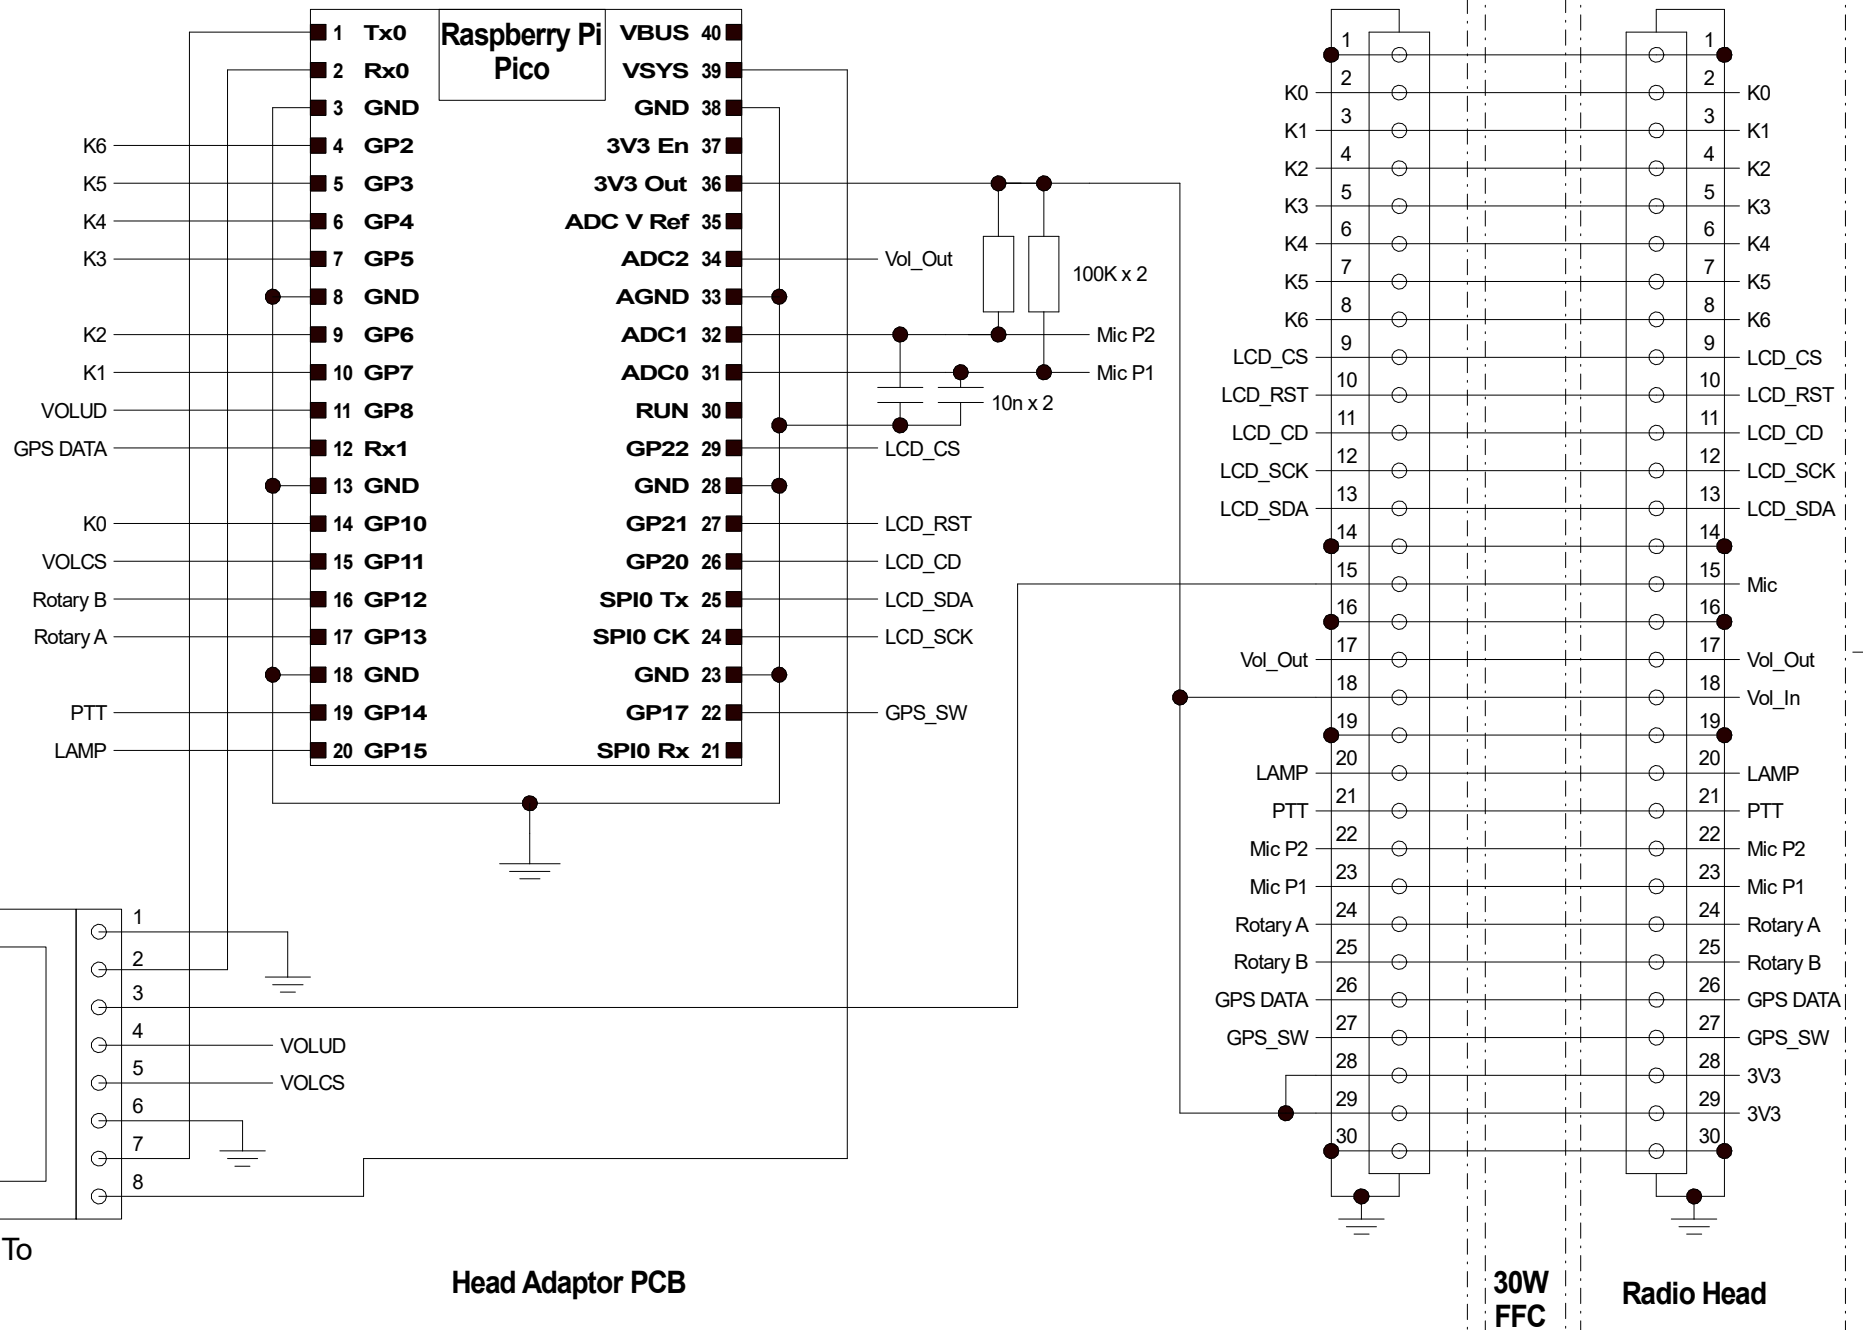 Raspberry Pi
Pico
1 Tx0
2 Rx0
3 GND
K6 4 GP2
K5 5 GP3
K4 6 GP4
K3 7 GP5
8 GND
K2 9 GP6
K1 10 GP7
VOLUD 11 GP8
GPS DATA 12 Rx1
13 GND
K0 14 GP10
VOLCS 15 GP11
Rotary B 16 GP12
Rotary A 17 GP13
18 GND
PTT 19 GP14
LAMP 20 GP15
VBUS 40
VSYS 39
GND 38
3V3 En 37
3V3 Out 36
ADC V Ref 35
ADC2 34 Vol_Out
AGND 33
ADC1 32 Mic P2
ADC0 31 Mic P1
RUN 30
GP22 29 LCD_CS
GND 28
GP21 27 LCD_RST
GP20 26 LCD_CD
SPI0 Tx 25 LCD_SDA
SPI0 CK 24 LCD_SCK
GND 23
GP17 22 GPS_SW
SPI0 Rx 21
100K x 2
10n x 2
1
2
3
4 VOLUD
5 VOLCS
6
7
8
To
Head Adaptor PCB
1 1
K0 2 2 K0
K1 3 3 K1
K2 4 4 K2
K3 5 5 K3
K4 6 6 K4
K5 7 7 K5
K6 8 8 K6
LCD_CS 9 9 LCD_CS
LCD_RST 10 10 LCD_RST
LCD_CD 11 11 LCD_CD
LCD_SCK 12 12 LCD_SCK
LCD_SDA 13 13 LCD_SDA
14 14
15 15 Mic
16 16
Vol_Out 17 17 Vol_Out
18 18 Vol_In
19 19
LAMP 20 20 LAMP
PTT 21 21 PTT
Mic P2 22 22 Mic P2
Mic P1 23 23 Mic P1
Rotary A 24 24 Rotary A
Rotary B 25 25 Rotary B
GPS DATA 26 26 GPS DATA
GPS_SW 27 27 GPS_SW
28 28 3V3
29 29 3V3
30 30
30W
FFC
Radio Head